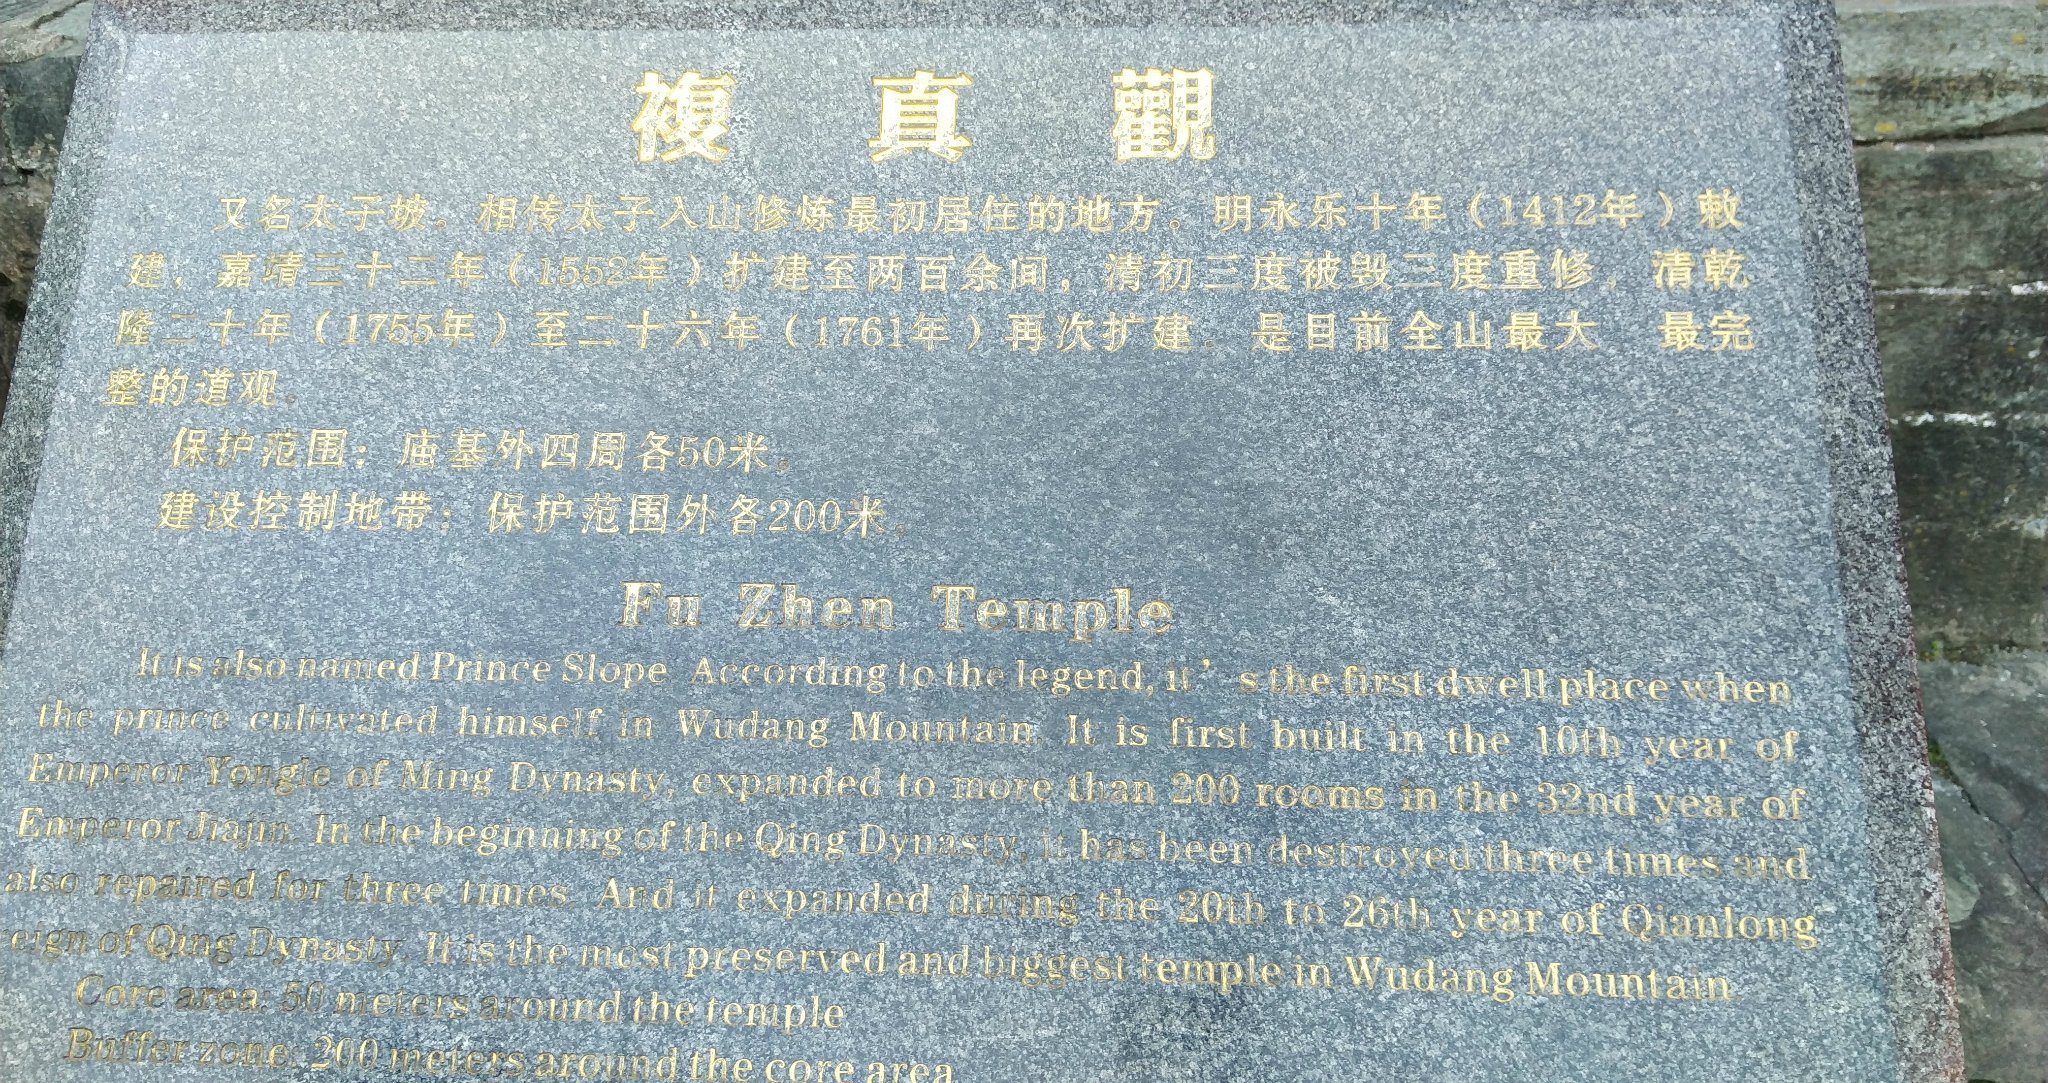 複真觀
又名太子坡。相传太子入山修炼最初居住的地方。明永乐十年（1412年）敕
建，嘉靖三十二年（1552年）扩建至两百余间，清初三度被毁三度重修。清乾
隆二十年（1755年）至二十六年（1761年）再次扩建。是目前全山最大 最完
整的道观。
保护范围：庙基外四周各50米。
建设控制地带：保护范围外各200米。
Fu Zhen Temple
It is also named Prince Slope According to the legend, it’s the first dwell place when
the prince cultivated himself in Wudang Mountain. It is first built in the 10th year of
Emperor Yongle of Ming Dynasty, expanded to more than 200 rooms in the 32nd year of
Emperor Jiajin. In the beginning of the Qing Dynasty, it has been destroyed three times and
also repaired for three times. And it expanded during the 20th to 26th year of Qianlong
eign of Qing Dynasty. It is the most preserved and biggest temple in Wudang Mountain
Core area: 50 meters around the temple
Buffer zone: 200 meters around the core area